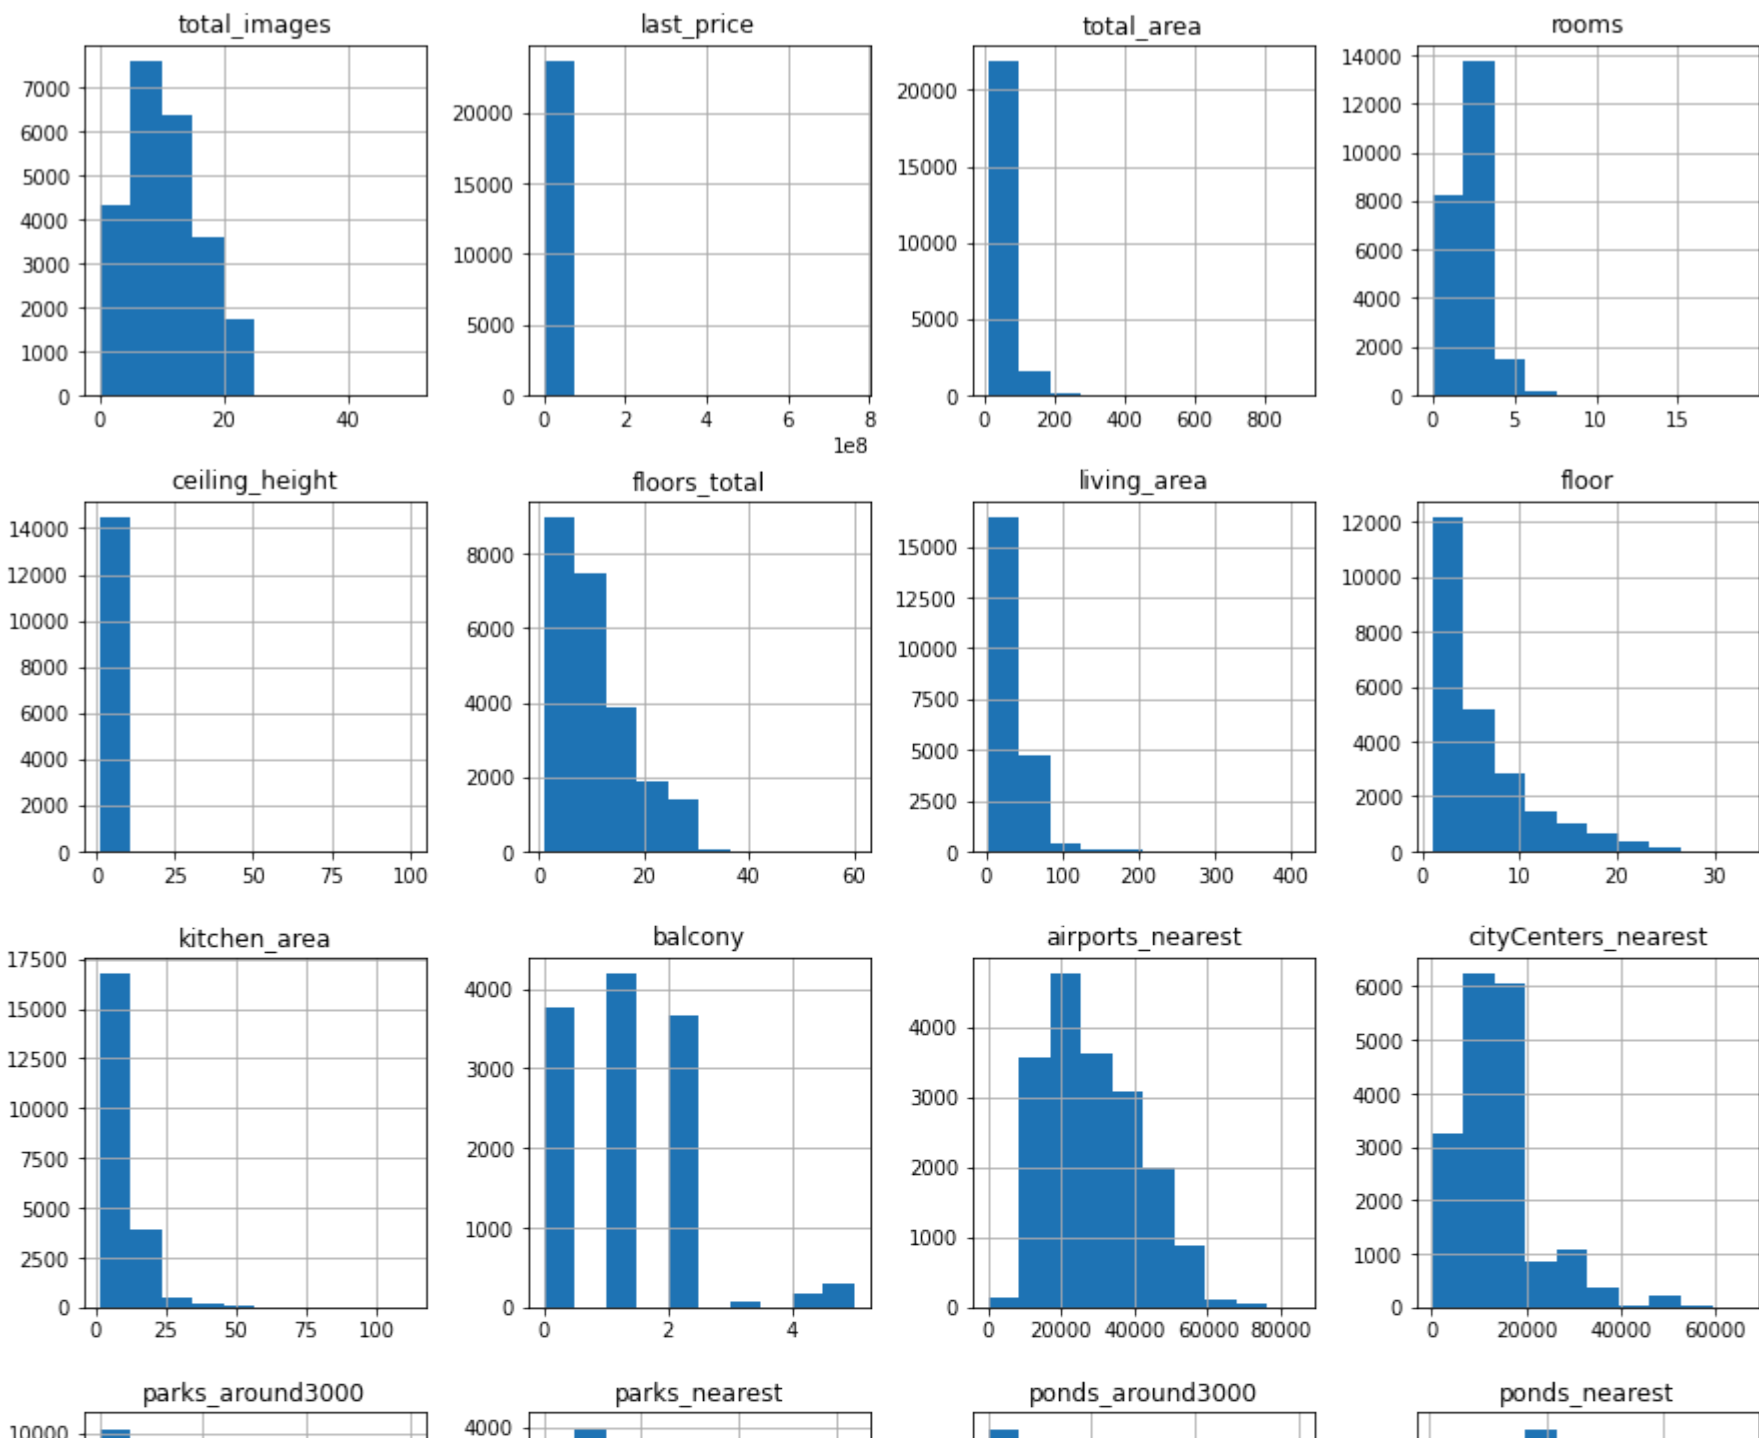 total_images last_price total_area rooms
7000 6000 5000 4000 3000 2000 1000 0
0 20 40
20000 15000 10000 5000 0
0 2 4 6 8
1e8
20000 15000 10000 5000 0
0 200 400 600 800
14000 12000 10000 8000 6000 4000 2000 0
0 5 10 15
ceiling_height floors_total living_area floor
14000 12000 10000 8000 6000 4000 2000 0
0 25 50 75 100
8000 6000 4000 2000 0
0 20 40 60
15000 12500 10000 7500 5000 2500 0
0 100 200 300 400
12000 10000 8000 6000 4000 2000 0
0 10 20 30
kitchen_area balcony airports_nearest cityCenters_nearest
17500 15000 12500 10000 7500 5000 2500 0
0 25 50 75 100
4000 3000 2000 1000 0
0 2 4
4000 3000 2000 1000 0
0 20000 40000 60000 80000
6000 5000 4000 3000 2000 1000 0
0 20000 40000 60000
parks_around3000 parks_nearest ponds_around3000 ponds_nearest
10000 4000